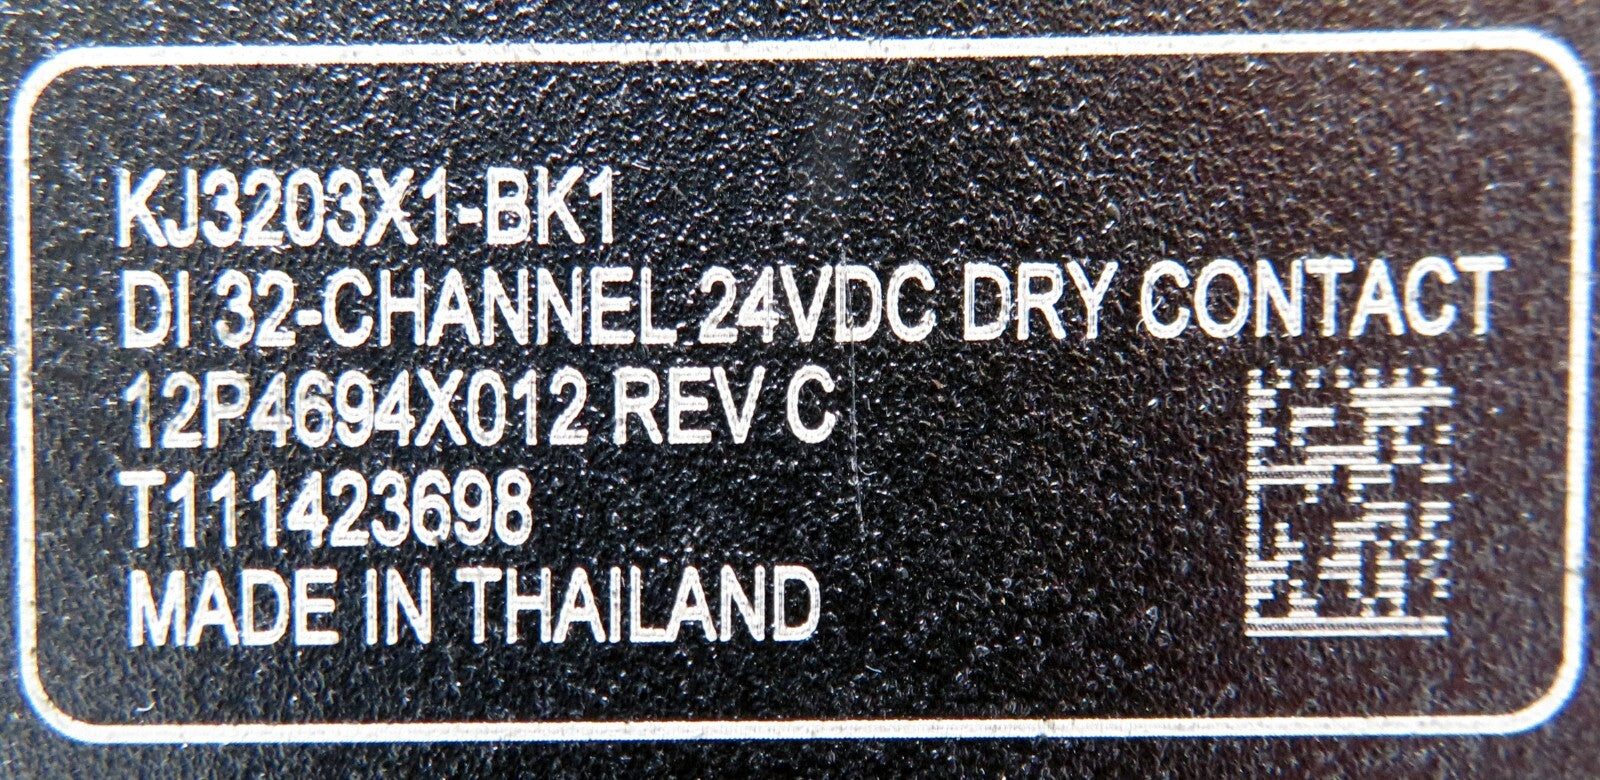 KJ3203X1-BK1
DI 32-CHANNEL 24VDC DRY CONTACT
12P4694X012 REV C
T111423698
MADE IN THAILAND